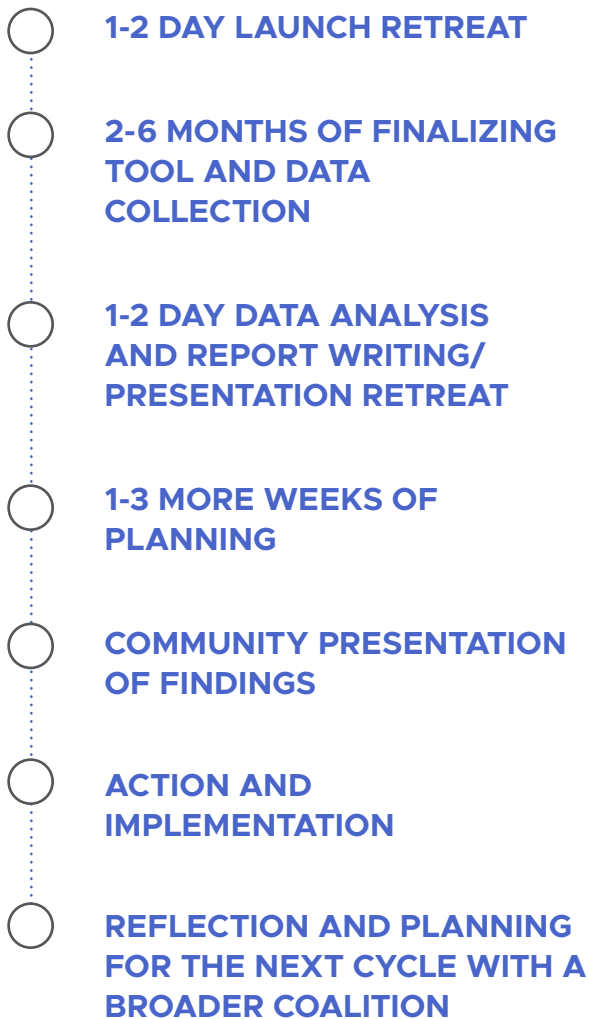 1-2 DAY LAUNCH RETREAT
2-6 MONTHS OF FINALIZING
TOOL AND DATA
COLLECTION
1-2 DAY DATA ANALYSIS
AND REPORT WRITING/
PRESENTATION RETREAT
1-3 MORE WEEKS OF
PLANNING
COMMUNITY PRESENTATION
OF FINDINGS
ACTION AND
IMPLEMENTATION
REFLECTION AND PLANNING
FOR THE NEXT CYCLE WITH A
BROADER COALITION